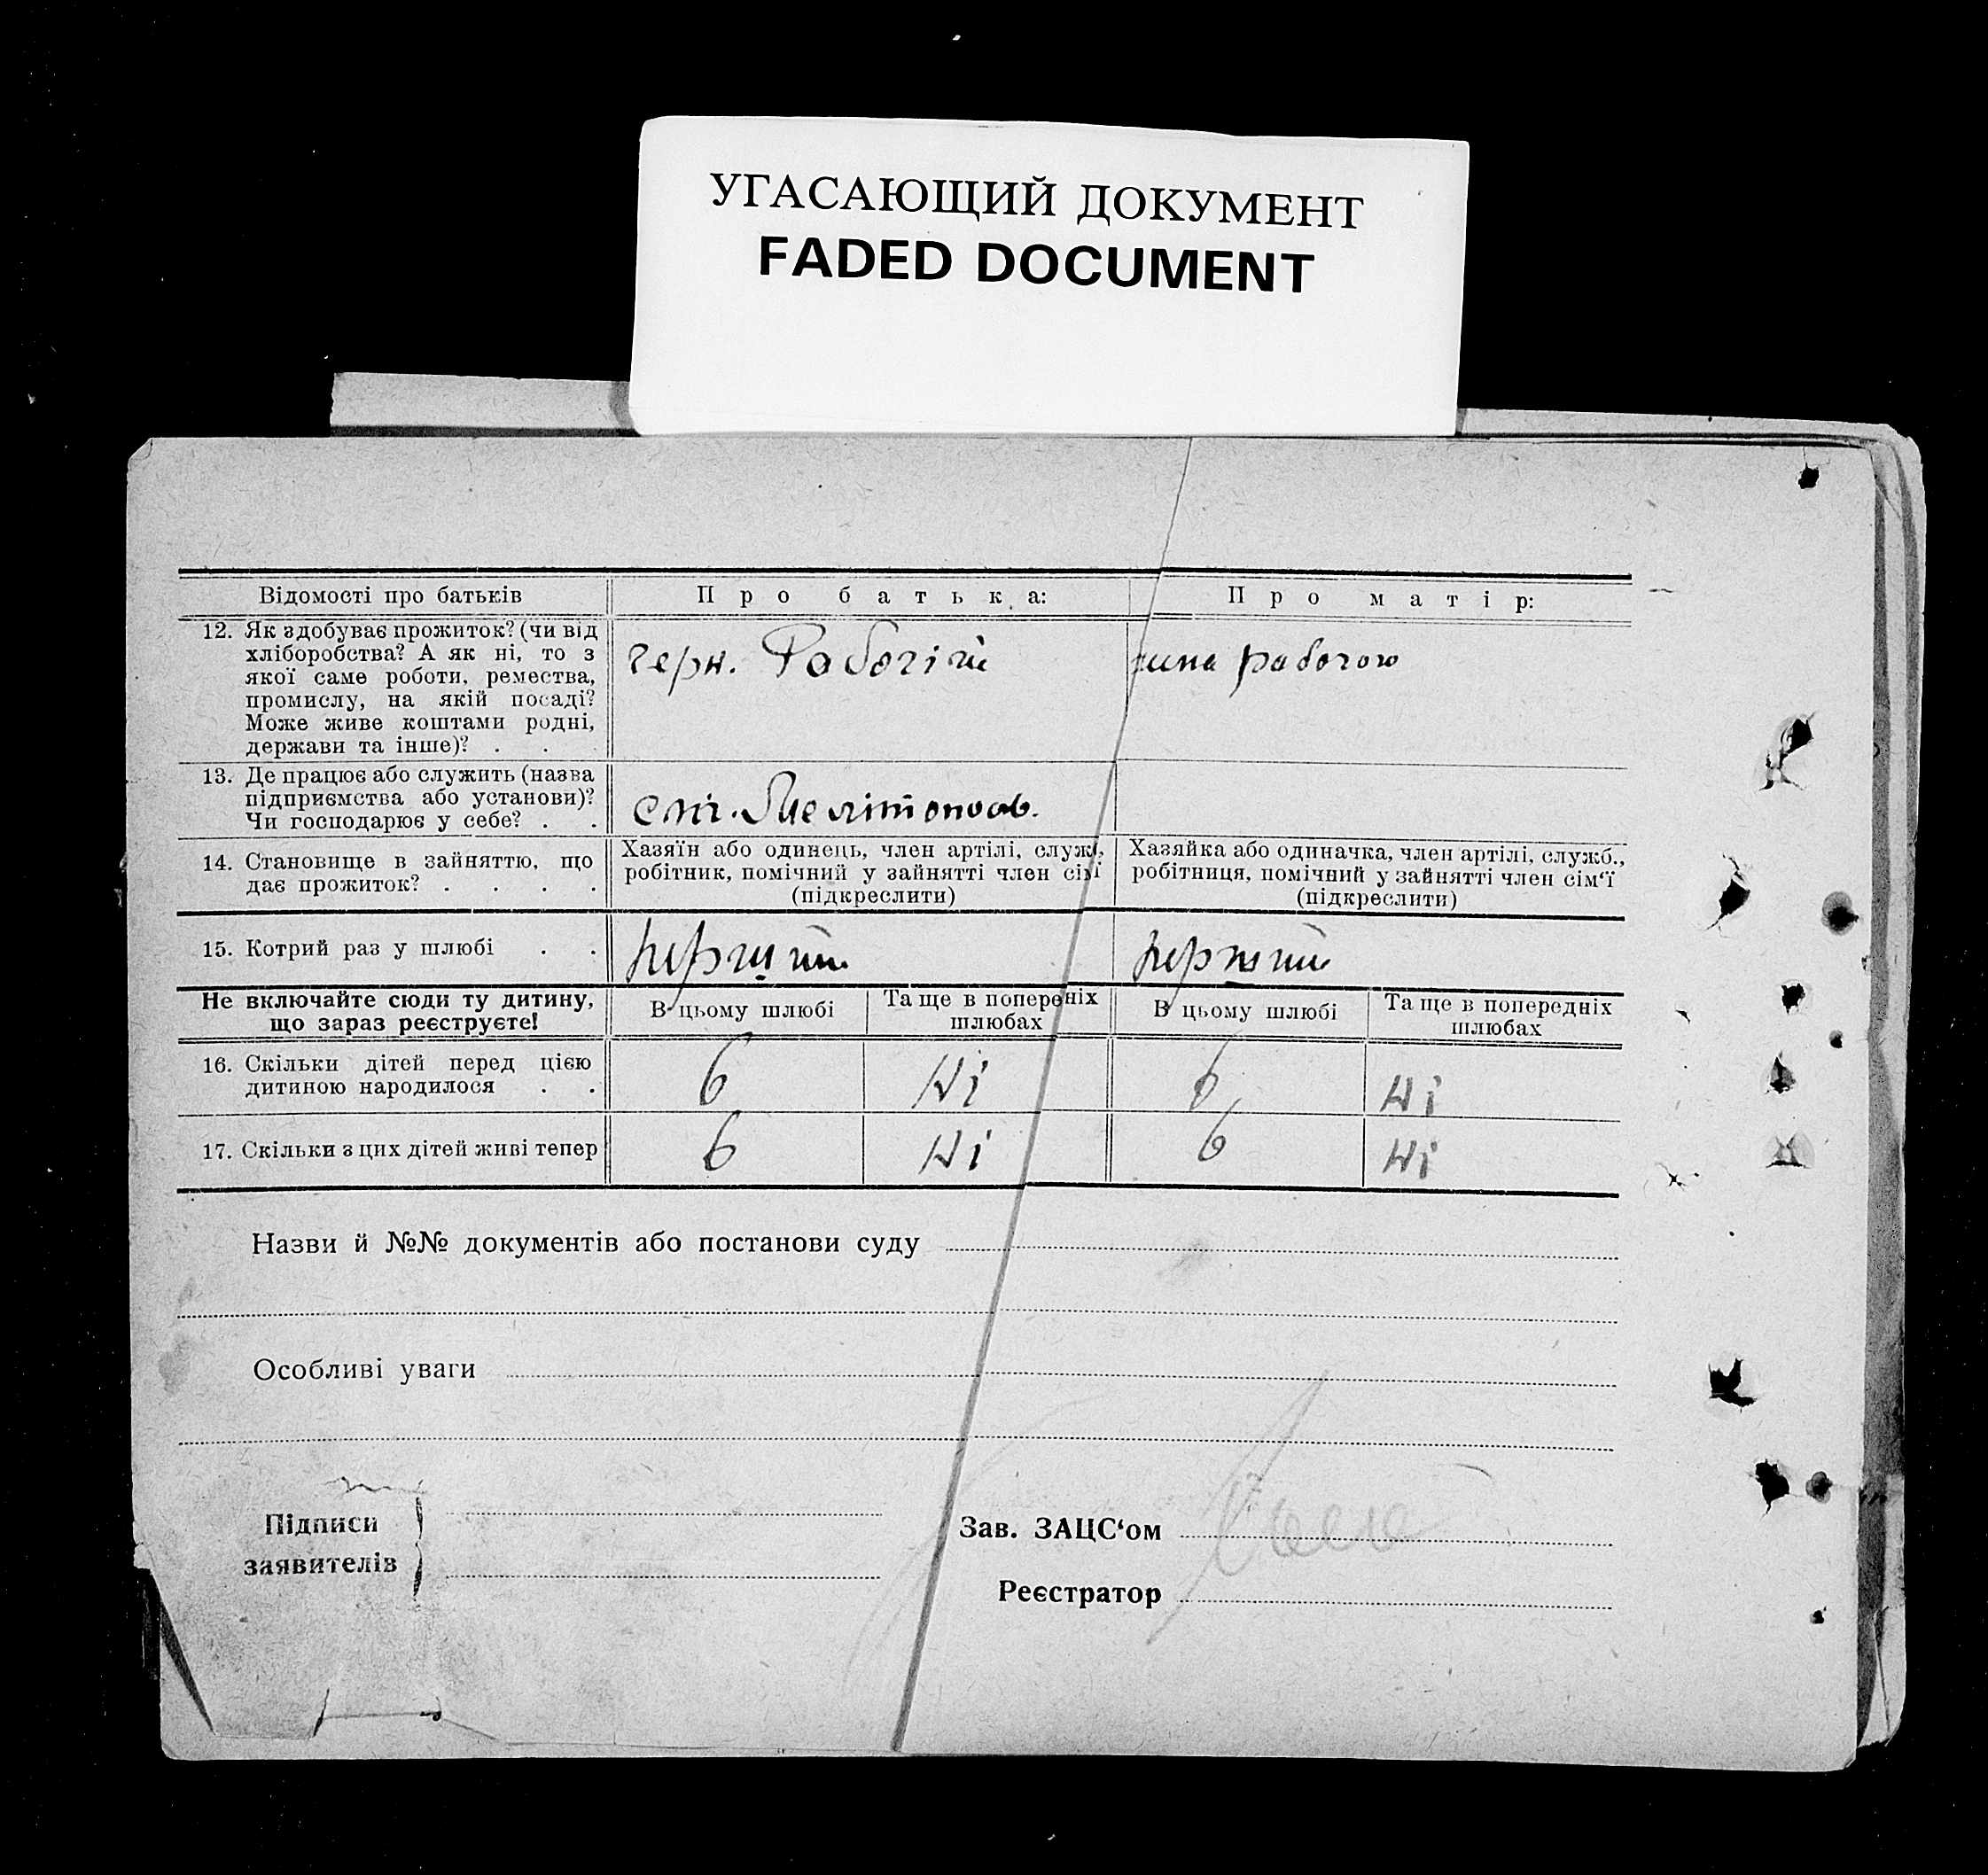 УГАСАЮЩИЙ ДОКУМЕНТ
FADED DOCUMENT
Відомості про батьків
Про батька:
Про матір:
12. Як здобуває прожиток? (чи від
хліборобства? А як ні, то з
якої саме роботи, ремества,
промислу, на якій посаді?
Може живе коштами родні,
держави та інше)? . .
черн. Рабочій
рабочого
13. Де працює або служить (назва
підприємства або установи)?
Чи господарює у себе? . .
ст. Мелітополь.
14. Становище в зайняттю, що
дає прожиток? . . . .
Хазяїн або одинець, член артілі, служ.,
робітник, помічний у зайнятті член сім'ї
(підкреслити)
Хазяйка або одиначка, член артілі, служб.,
робітниця, помічний у зайнятті член сім‘ї
(підкреслити)
15. Котрий раз у шлюбі . .
перший
перший
Не включайте сюди ту дитину,
що зараз реєструєте!
В цьому шлюбі
Та ще в попередніх
шлюбах
В цьому шлюбі
Та ще в попередніх
шлюбах
16. Скільки дітей перед цією
дитиною народилося . .
6
Ні
6
Ні
17. Скільки з цих дітей живі тепер
6
Ні
6
Ні
Назви й №№ документів або постанови суду
Особливі уваги
Підписи
заявителів
Зав. ЗАЦС‘ом
Реєстратор